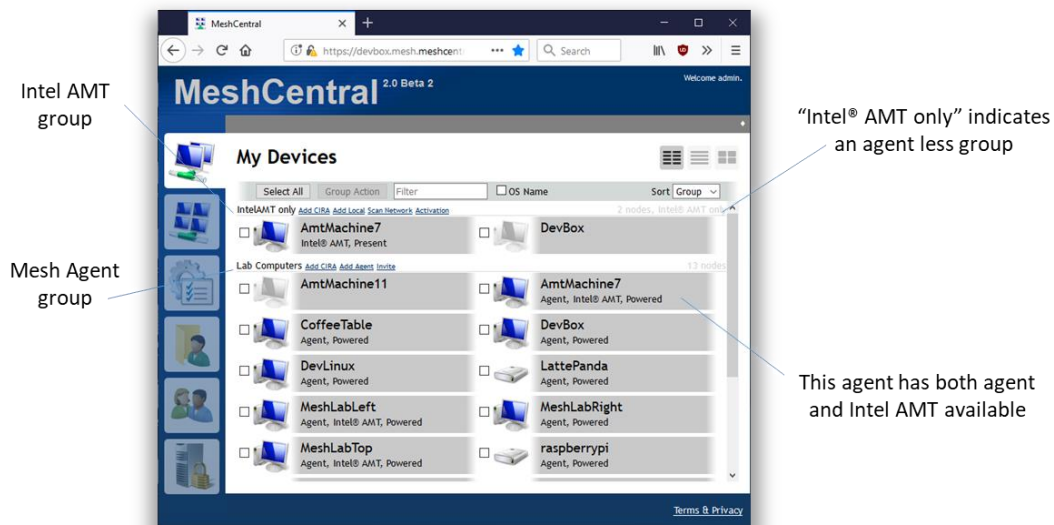 MeshCentral
https://devbox.mesh.meshcent
Search
MeshCentral 2.0 Beta 2
Welcome admin.
Intel AMT
group
"Intel® AMT only" indicates
an agent less group
My Devices
Select All Group Action Filter OS Name Sort Group
IntelAMT only Add CIRA Add Local Scan Network Activation 2 nodes, Intel® AMT only
AmtMachine7
Intel® AMT, Present
DevBox
Mesh Agent
group
Lab Computers Add CIRA Add Agent Invite 13 nodes
AmtMachine11
AmtMachine7
Agent, Intel® AMT, Powered
CoffeeTable
Agent, Powered
DevBox
Agent, Powered
DevLinux
Agent, Powered
LattePanda
Agent, Powered
This agent has both agent
and Intel AMT available
MeshLabLeft
Agent, Intel® AMT, Powered
MeshLabRight
Agent, Powered
MeshLabTop
Agent, Intel® AMT, Powered
raspberrypi
Agent, Powered
Terms & Privacy